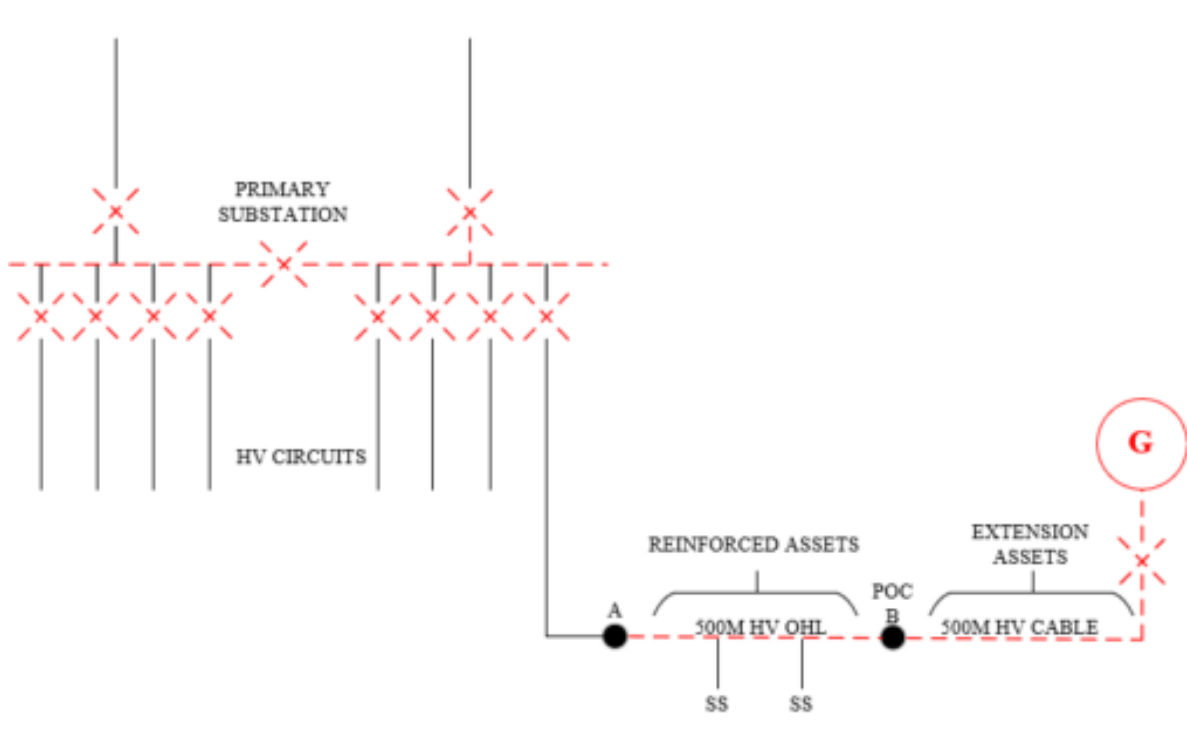 PRIMARY
SUBSTATION
HV CIRCUITS
G
REINFORCED ASSETS
EXTENSION
ASSETS
POC
A
B
500M HV OHL
500M HV CABLE
SS
SS